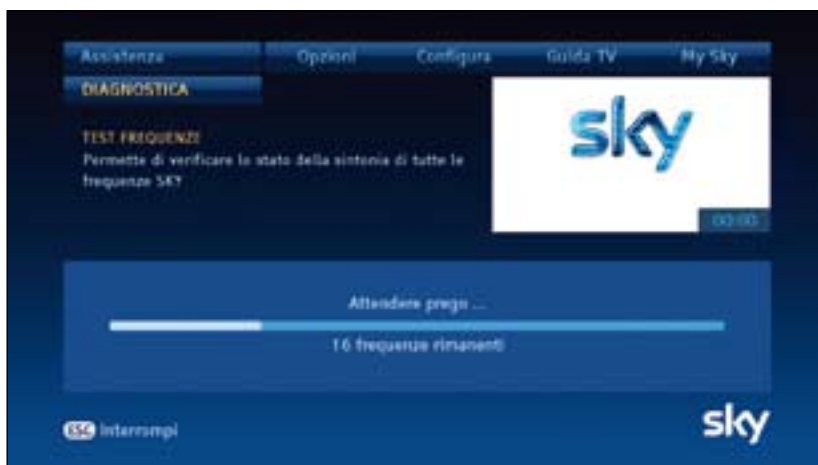 Assistenza Opzioni Configura Guida TV My Sky
DIAGNOSTICA
sky
TEST FREQUENZE
Permette di verificare lo stato della sintonia di tutte le
frequenze SKY
00:00
Attendere prego ...
16 frequenze rimanenti
ESC Interrompi
sky